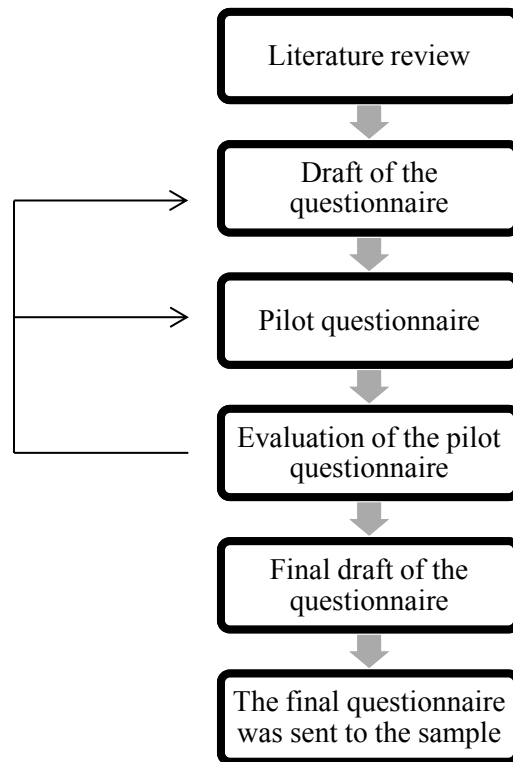 Literature review
Draft of the
questionnaire
Pilot questionnaire
Evaluation of the pilot
questionnaire
Final draft of the
questionnaire
The final questionnaire
was sent to the sample